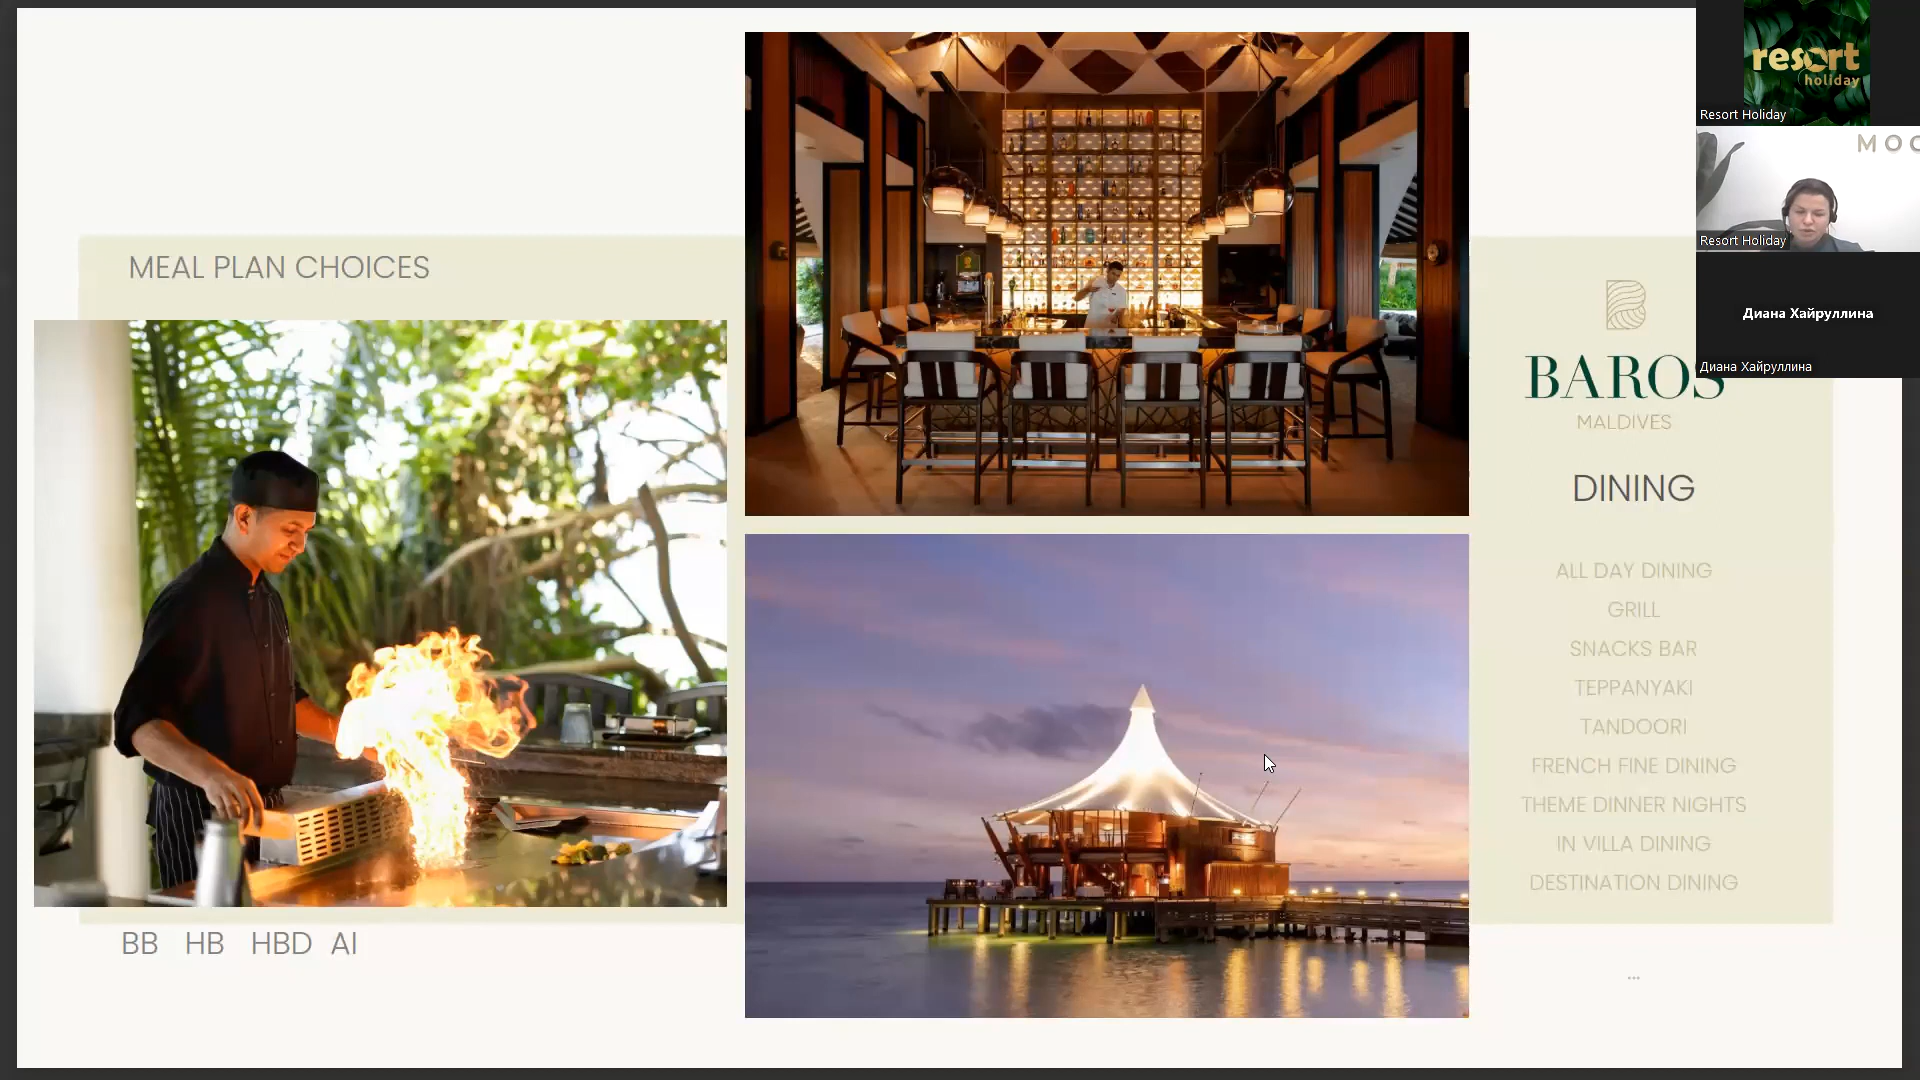 MEAL PLAN CHOICES
BB HB HBD AI
BAROS
MALDIVES
DINING
ALL DAY DINING
GRILL
SNACKS BAR
TEPPANYAKI
TANDOORI
FRENCH FINE DINING
THEME DINNER NIGHTS
IN VILLA DINING
DESTINATION DINING
...
resort
holiday
Resort Holiday
MOO
Resort Holiday
Диана Хайруллина
Диана Хайруллина